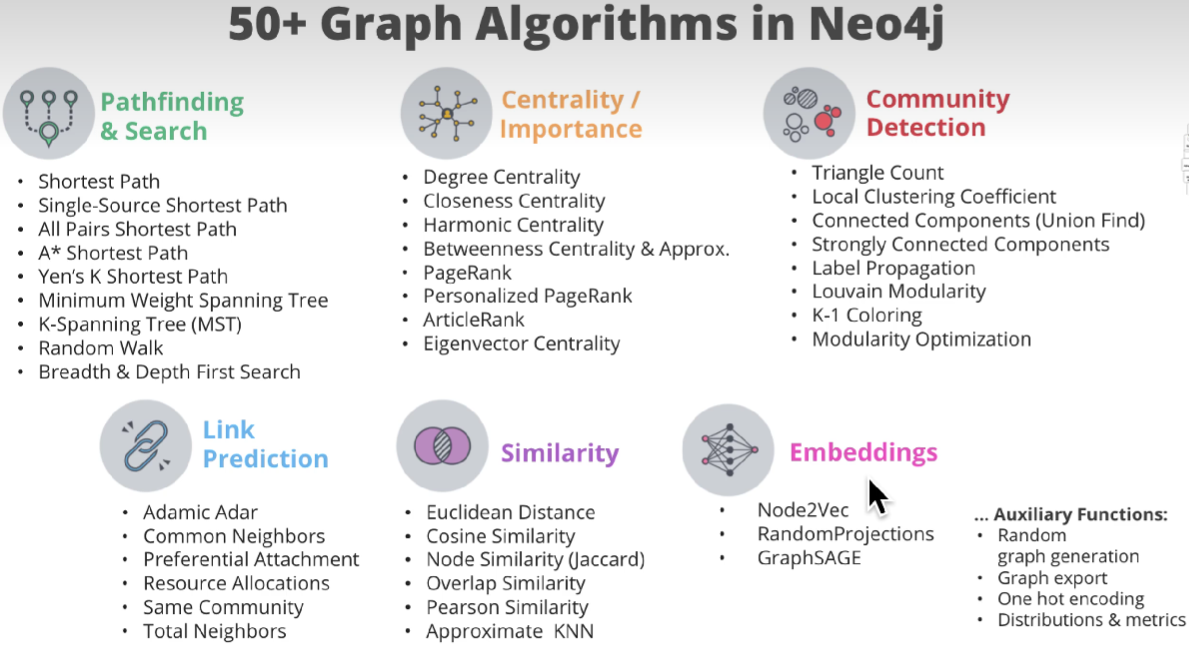 50+ Graph Algorithms in Neo4j
Pathfinding
& Search
• Shortest Path
• Single-Source Shortest Path
• All Pairs Shortest Path
• A* Shortest Path
• Yen's K Shortest Path
• Minimum Weight Spanning Tree
• K-Spanning Tree (MST)
• Random Walk
• Breadth & Depth First Search
Centrality /
Importance
• Degree Centrality
• Closeness Centrality
• Harmonic Centrality
• Betweenness Centrality & Approx.
• PageRank
• Personalized PageRank
• ArticleRank
• Eigenvector Centrality
Community
Detection
• Triangle Count
• Local Clustering Coefficient
• Connected Components (Union Find)
• Strongly Connected Components
• Label Propagation
• Louvain Modularity
• K-1 Coloring
• Modularity Optimization
Link
Prediction
• Adamic Adar
• Common Neighbors
• Preferential Attachment
• Resource Allocations
• Same Community
• Total Neighbors
Similarity
• Euclidean Distance
• Cosine Similarity
• Node Similarity (Jaccard)
• Overlap Similarity
• Pearson Similarity
• Approximate KNN
Embeddings
• Node2Vec
• RandomProjections
• GraphSAGE
... Auxiliary Functions:
• Random
graph generation
• Graph export
• One hot encoding
• Distributions & metrics